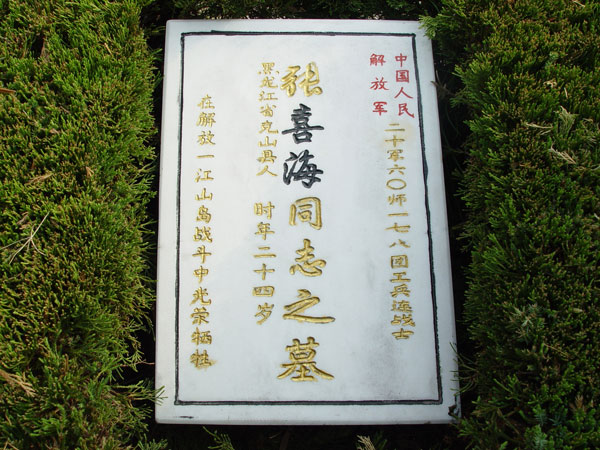 中国人民
解放军
二十军六〇师一七八团工兵连战士
张喜海同志之墓
黑龙江省克山县人 时年二十四岁
在解放一江山岛战斗中光荣牺牲